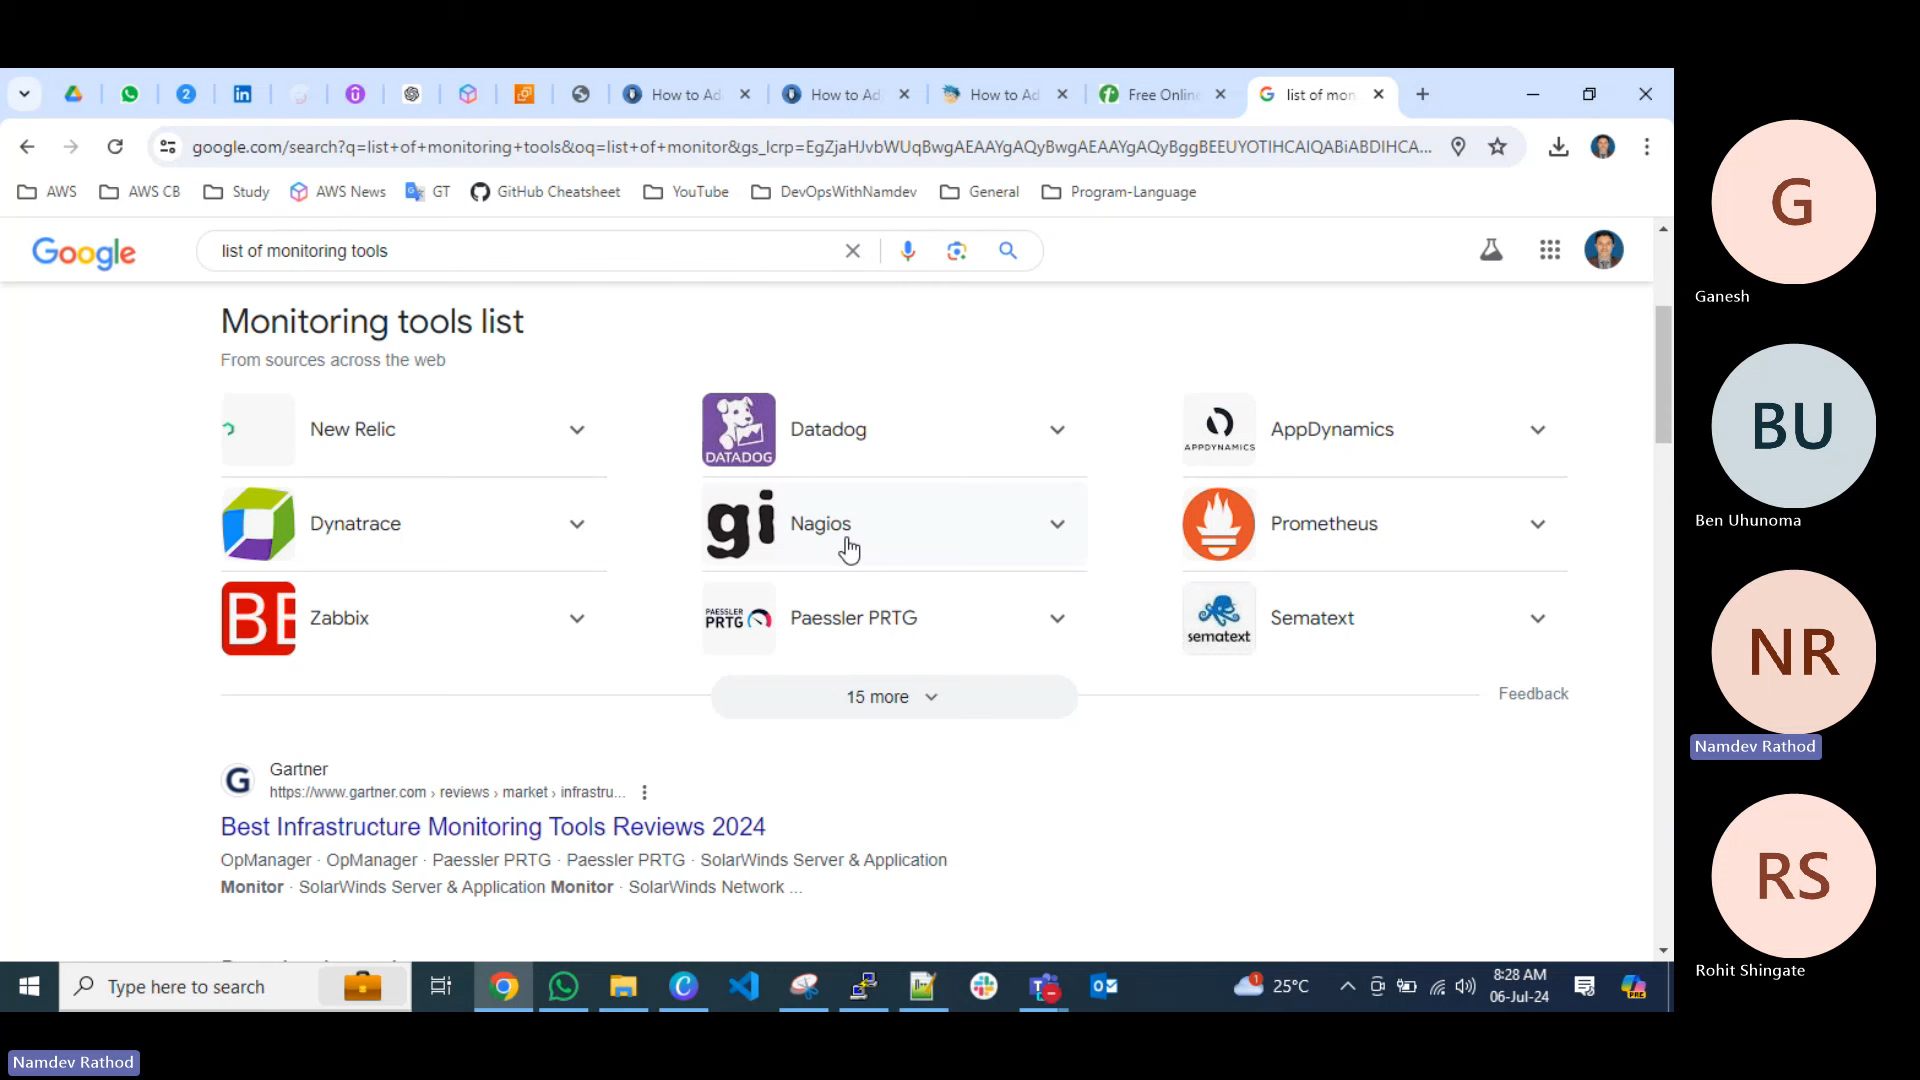 How to Ad
How to Ad
How to Ad
Free Online
list of mon
google.com/search?q=list+of+monitoring+tools&oq=list+of+monitor&gs_lcrp=EgZjaHJvbWUqBwgAEAAYgAQyBwgAEAAYgAQyBggBEEUYOTIHCAIQABiABDIHCA...
AWS
AWS CB
Study
AWS News
GT
GitHub Cheatsheet
YouTube
DevOpsWithNamdev
General
Program-Language
Google
list of monitoring tools
Monitoring tools list
From sources across the web
New Relic
DATADOG
Datadog
APPDYNAMICS
AppDynamics
Dynatrace
gi
Nagios
Prometheus
Zabbix
PAESSLER
PRTG
Paessler PRTG
sematext
Sematext
15 more
Feedback
G
Gartner
https://www.gartner.com › reviews › market › infrastru...
Best Infrastructure Monitoring Tools Reviews 2024
OpManager · OpManager · Paessler PRTG · Paessler PRTG · SolarWinds Server & Application
Monitor · SolarWinds Server & Application Monitor · SolarWinds Network ...
Type here to search
1
25°C
8:28 AM
06-Jul-24
PRE
G
Ganesh
BU
Ben Uhunoma
NR
Namdev Rathod
RS
Rohit Shingate
Namdev Rathod